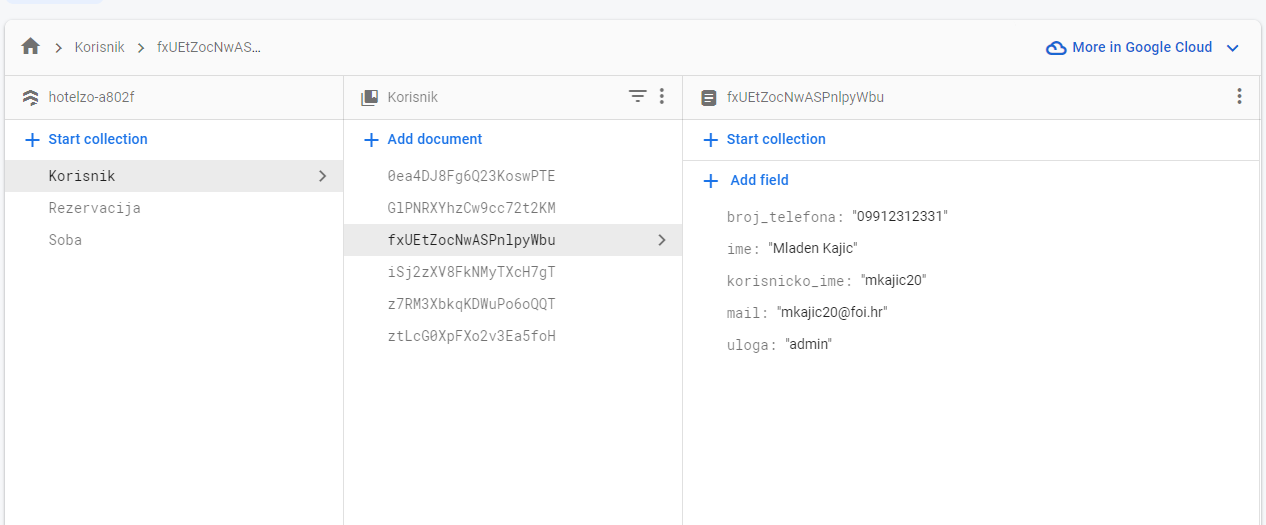 Korisnik
fxUEtZocNwAS...
More in Google Cloud
hotelzo-a802f
Start collection
Korisnik
Rezervacija
Soba
Korisnik
Add document
0ea4DJ8Fg6Q23KoswPTE
GlPNRXYhzCw9cc72t2KM
fxUEtZocNwASPnlpyWbu
iSj2zXV8FkNMyTXcH7gT
z7RM3XbkqKDWuPo6oQQT
ztLcG0XpFXo2v3Ea5foH
fxUEtZocNwASPnlpyWbu
Start collection
Add field
broj_telefona: "09912312331"
ime: "Mladen Kajic"
korisnicko_ime: "mkajic20"
mail: "mkajic20@foi.hr"
uloga: "admin"